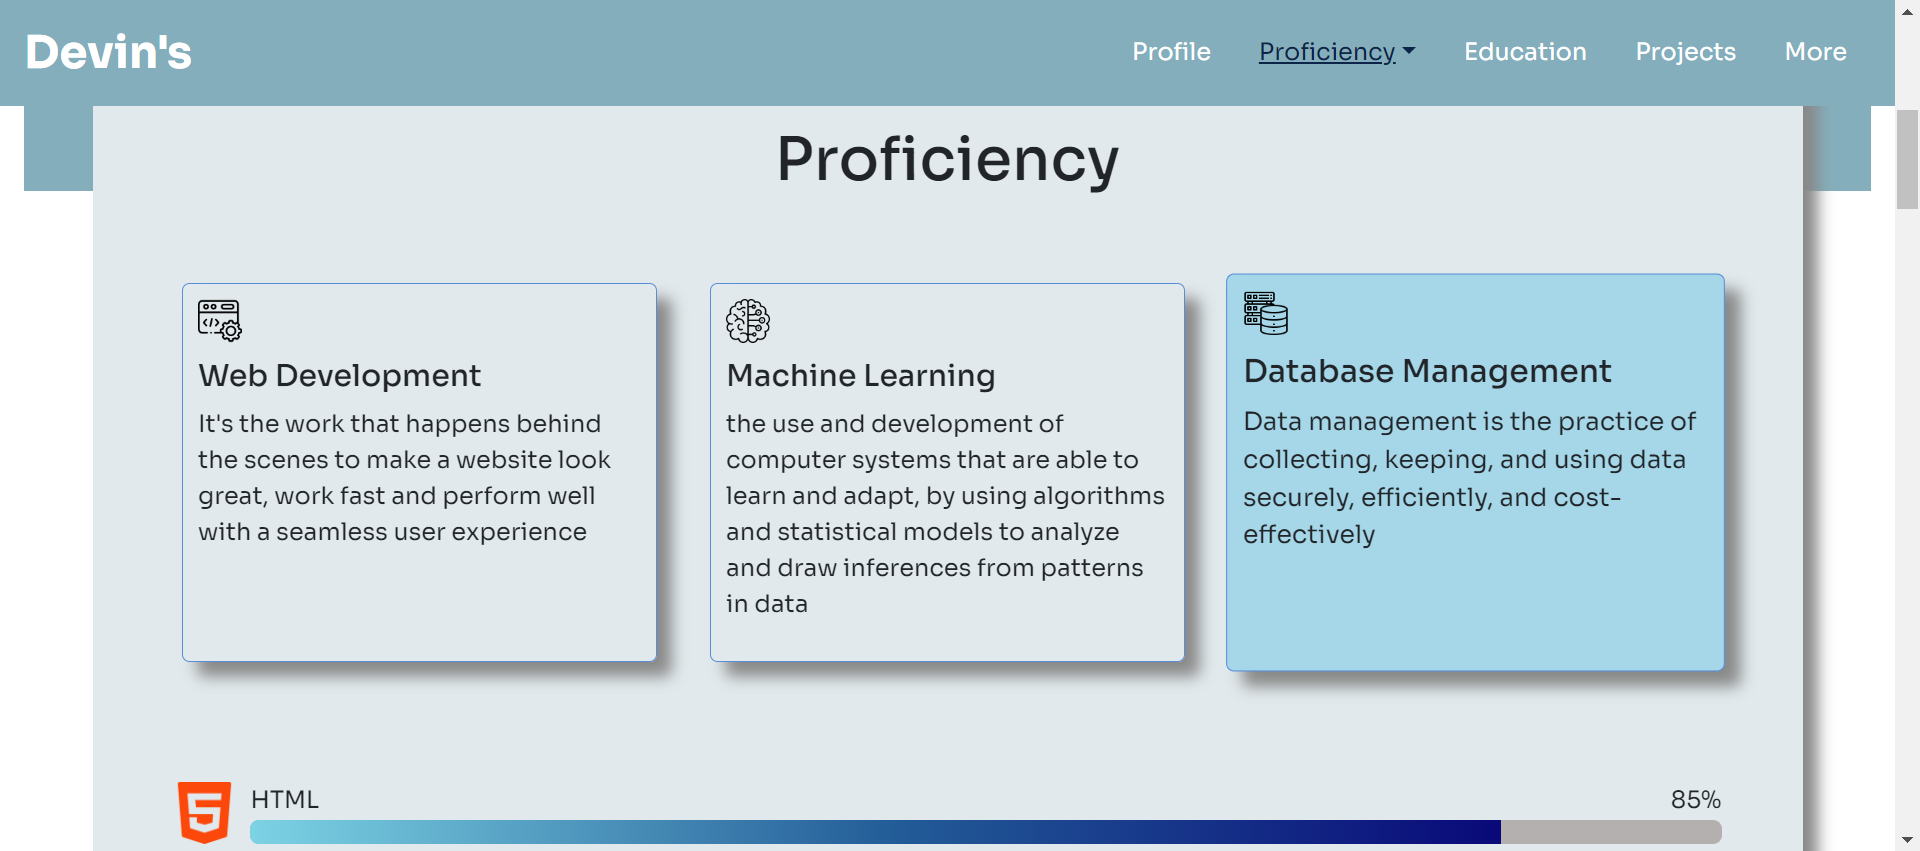 Devin's
Profile
Proficiency
Education
Projects
More
Proficiency
Web Development
It's the work that happens behind
the scenes to make a website look
great, work fast and perform well
with a seamless user experience
Machine Learning
the use and development of
computer systems that are able to
learn and adapt, by using algorithms
and statistical models to analyze
and draw inferences from patterns
in data
Database Management
Data management is the practice of
collecting, keeping, and using data
securely, efficiently, and cost-
effectively
HTML
85%